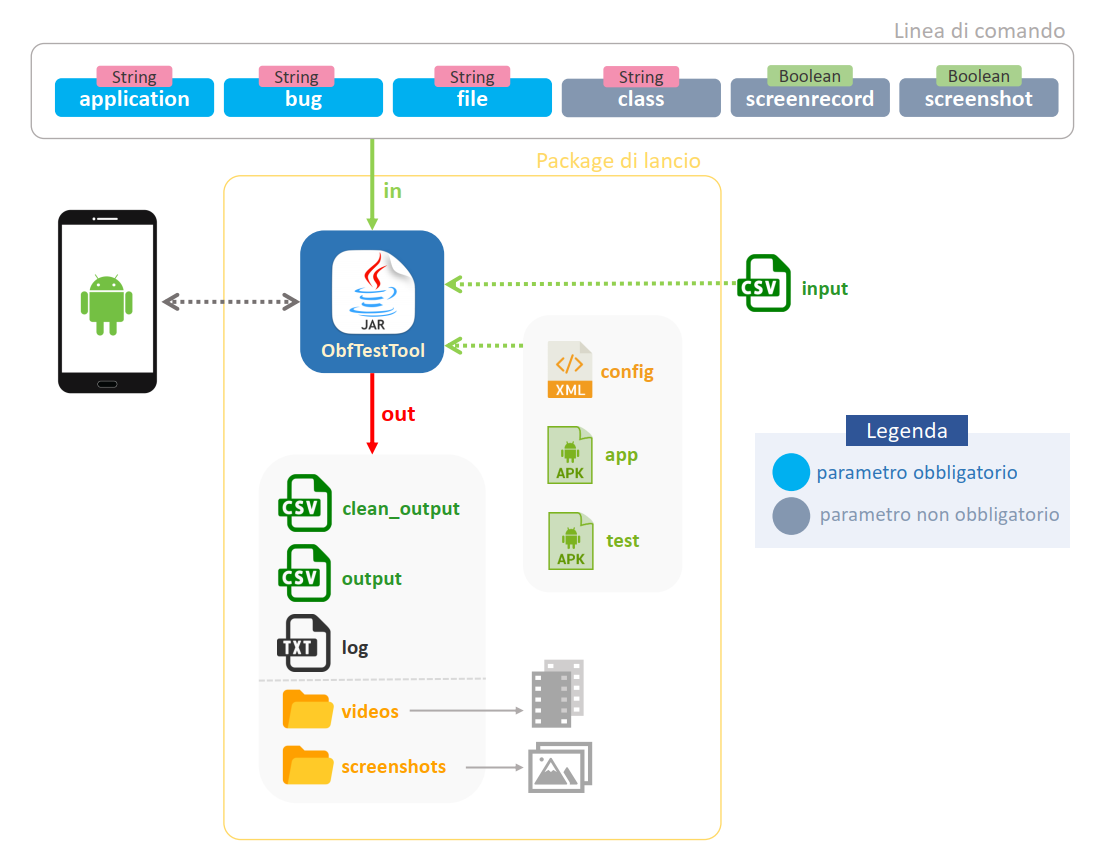 Linea di comando
String
String
String
String
Boolean
Boolean
application
bug
file
class
screenrecord
screenshot
Package di lancio
in
JAR
ObfTestTool
CSV
input
XML
config
out
Legenda
APK
app
parametro obbligatorio
CSV
clean_output
parametro non obbligatorio
APK
test
CSV
output
TXT
log
videos
screenshots